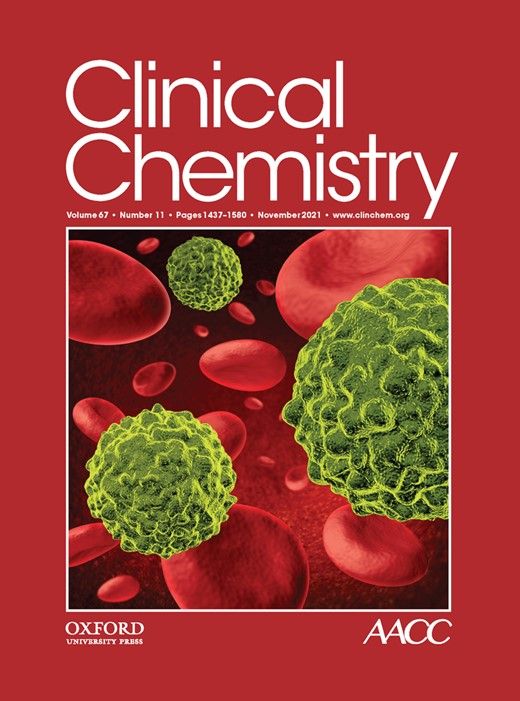 Clinical
Chemistry
Volume 67 • Number 11 • Pages 1437–1580 • November 2021 • www.clinchem.org
OXFORD
UNIVERSITY PRESS
AACC